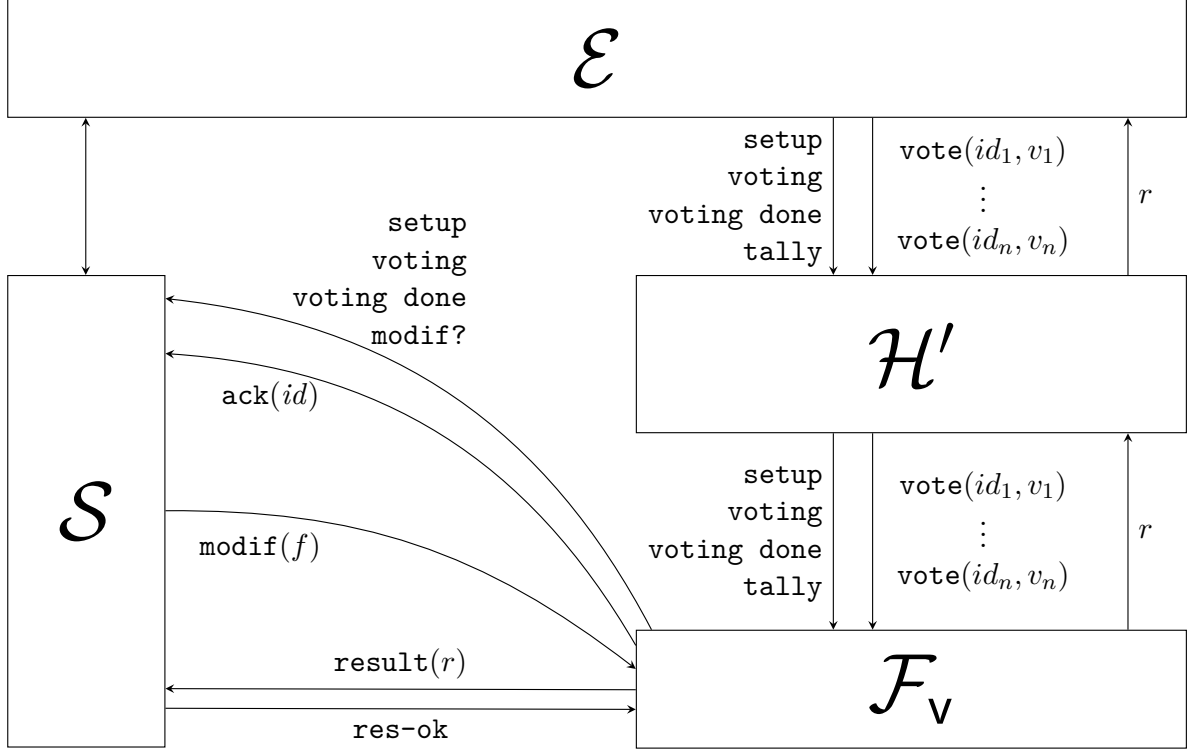 ℰ
setup
voting
voting done
tally
vote(id₁, v₁)
⋮
vote(idₙ, vₙ)
r
setup
voting
voting done
modif?
ℋ′
ack(id)
𝒮
modif(f)
setup
voting
voting done
tally
vote(id₁, v₁)
⋮
vote(idₙ, vₙ)
r
result(r)
res-ok
ℱᵥ